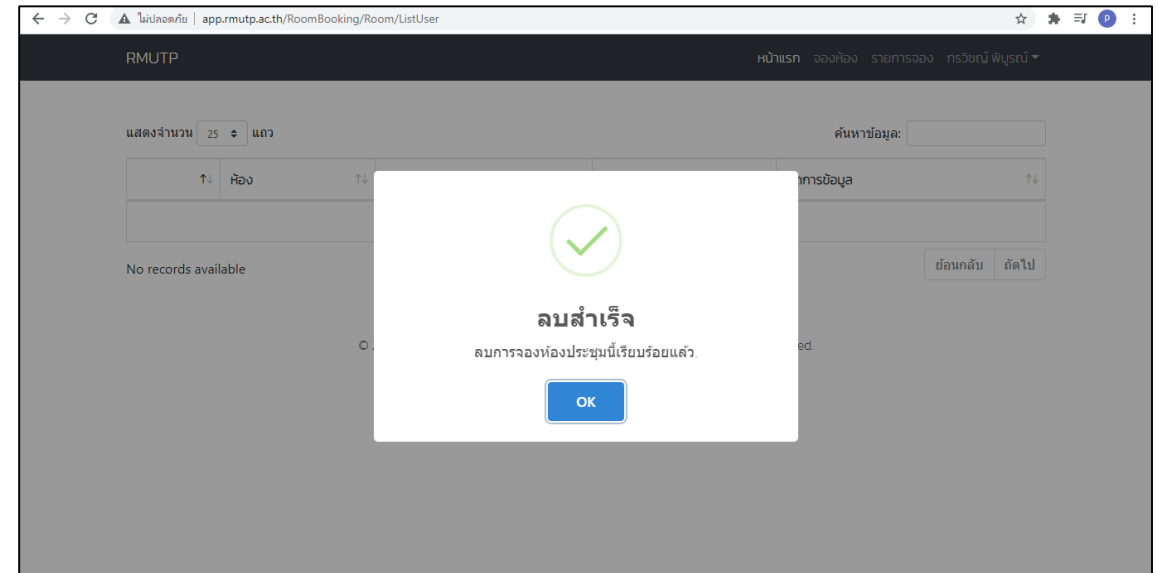 ไม่ปลอดภัย | app.rmutp.ac.th/RoomBooking/Room/ListUser P
RMUTP หน้าแรก จองห้อง รายการจอง กรวิชญ์ พิบูรณ์
แสดงจำนวน 25 แถว ค้นหาข้อมูล:
ห้อง การข้อมูล
No records available ย้อนกลับ ถัดไป
ลบสำเร็จ
©
ลบการจองห้องประชุมนี้เรียบร้อยแล้ว.
OK